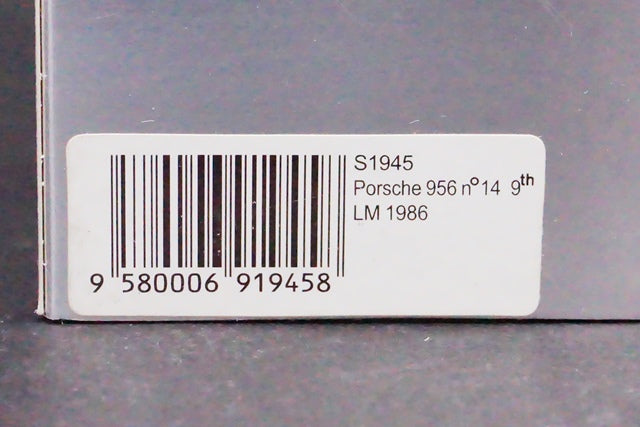 S1945
Porsche 956 nº14 9th
LM 1986
9 580006 919458